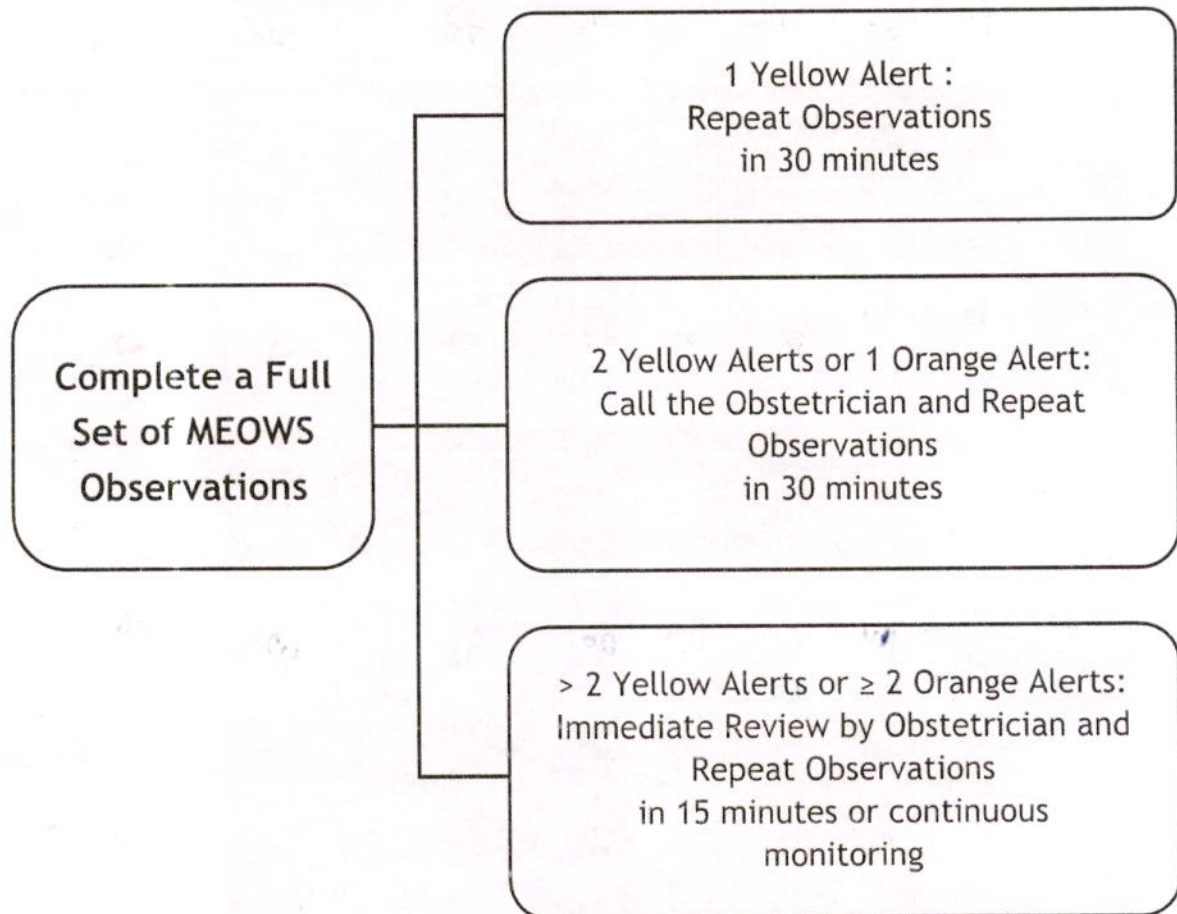 1 Yellow Alert :
Repeat Observations
in 30 minutes
Complete a Full
Set of MEOWS
Observations
2 Yellow Alerts or 1 Orange Alert:
Call the Obstetrician and Repeat
Observations
in 30 minutes
> 2 Yellow Alerts or ≥ 2 Orange Alerts:
Immediate Review by Obstetrician and
Repeat Observations
in 15 minutes or continuous
monitoring